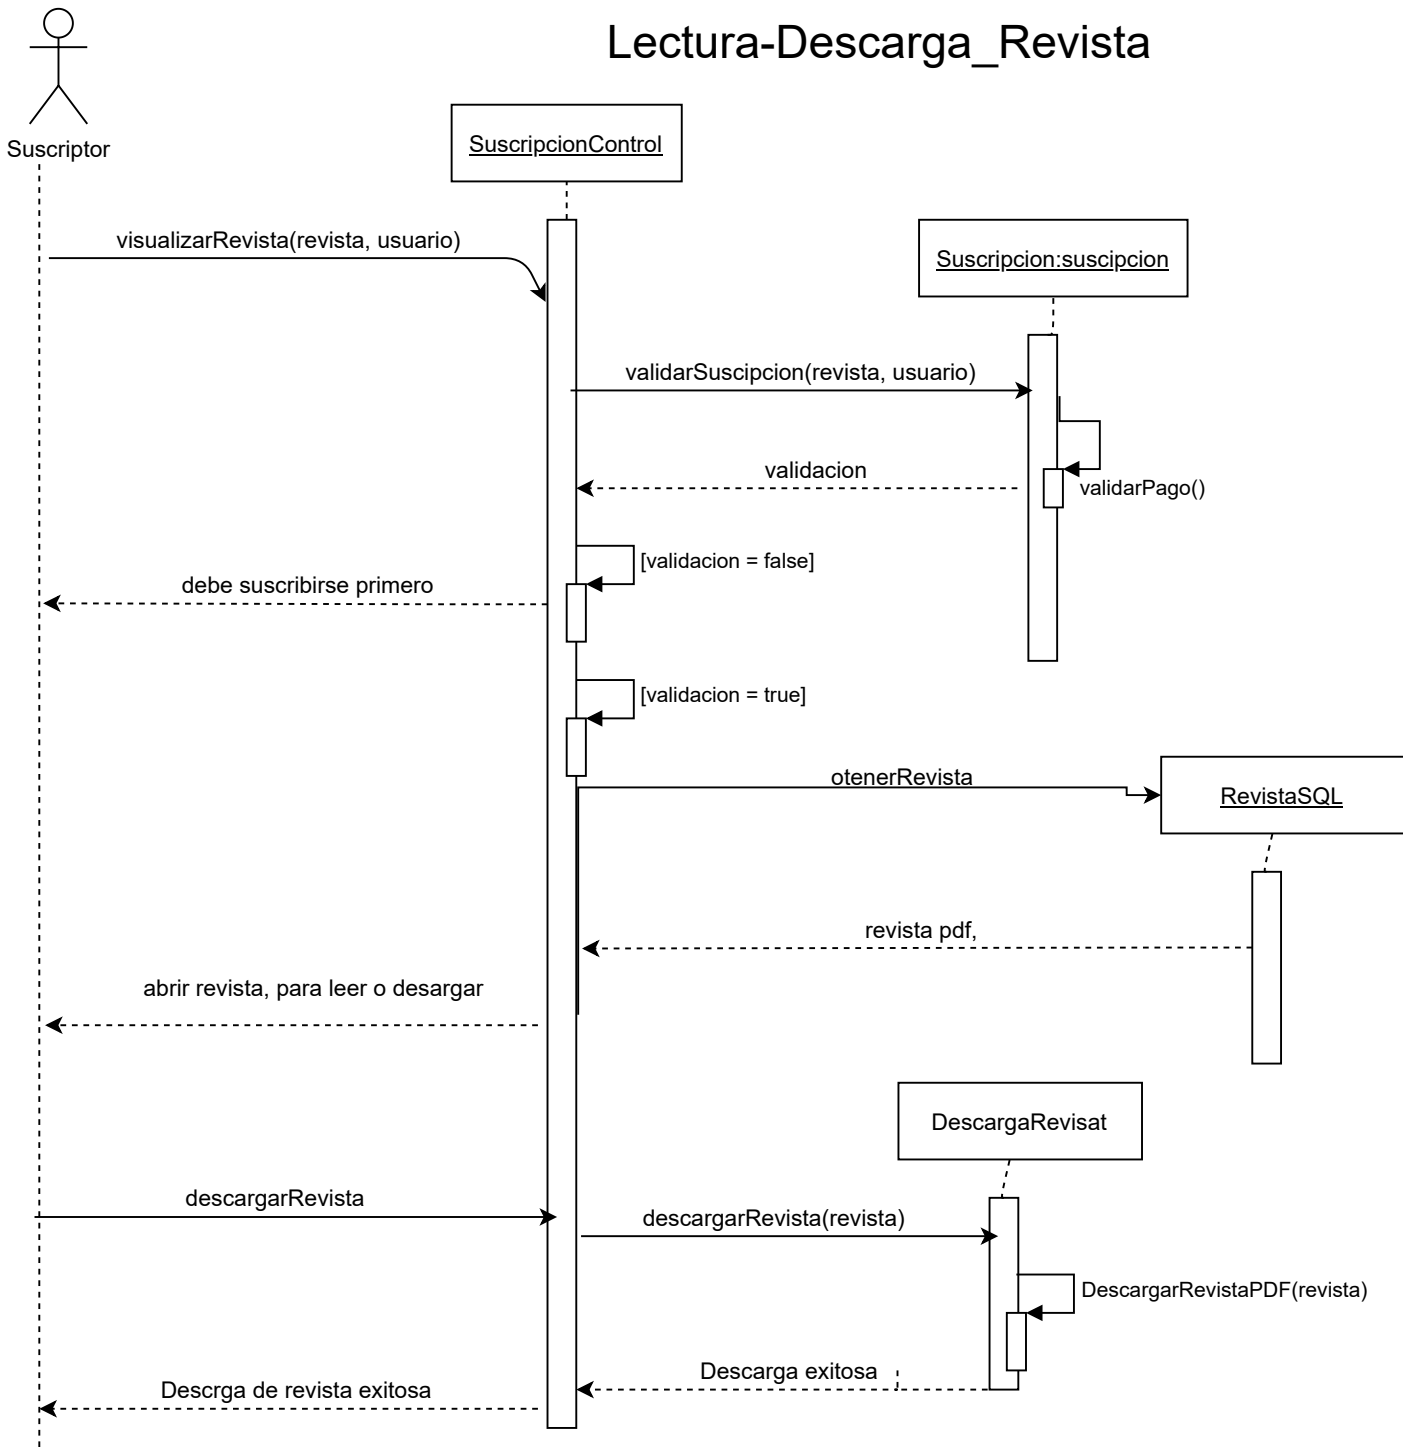 Lectura-Descarga_Revista
Suscriptor
SuscripcionControl
visualizarRevista(revista, usuario)
Suscripcion:suscipcion
validarSuscipcion(revista, usuario)
validacion
validarPago()
[validacion = false]
debe suscribirse primero
[validacion = true]
otenerRevista
RevistaSQL
revista pdf,
abrir revista, para leer o desargar
DescargaRevisat
descargarRevista
descargarRevista(revista)
DescargarRevistaPDF(revista)
Descarga exitosa
Descrga de revista exitosa